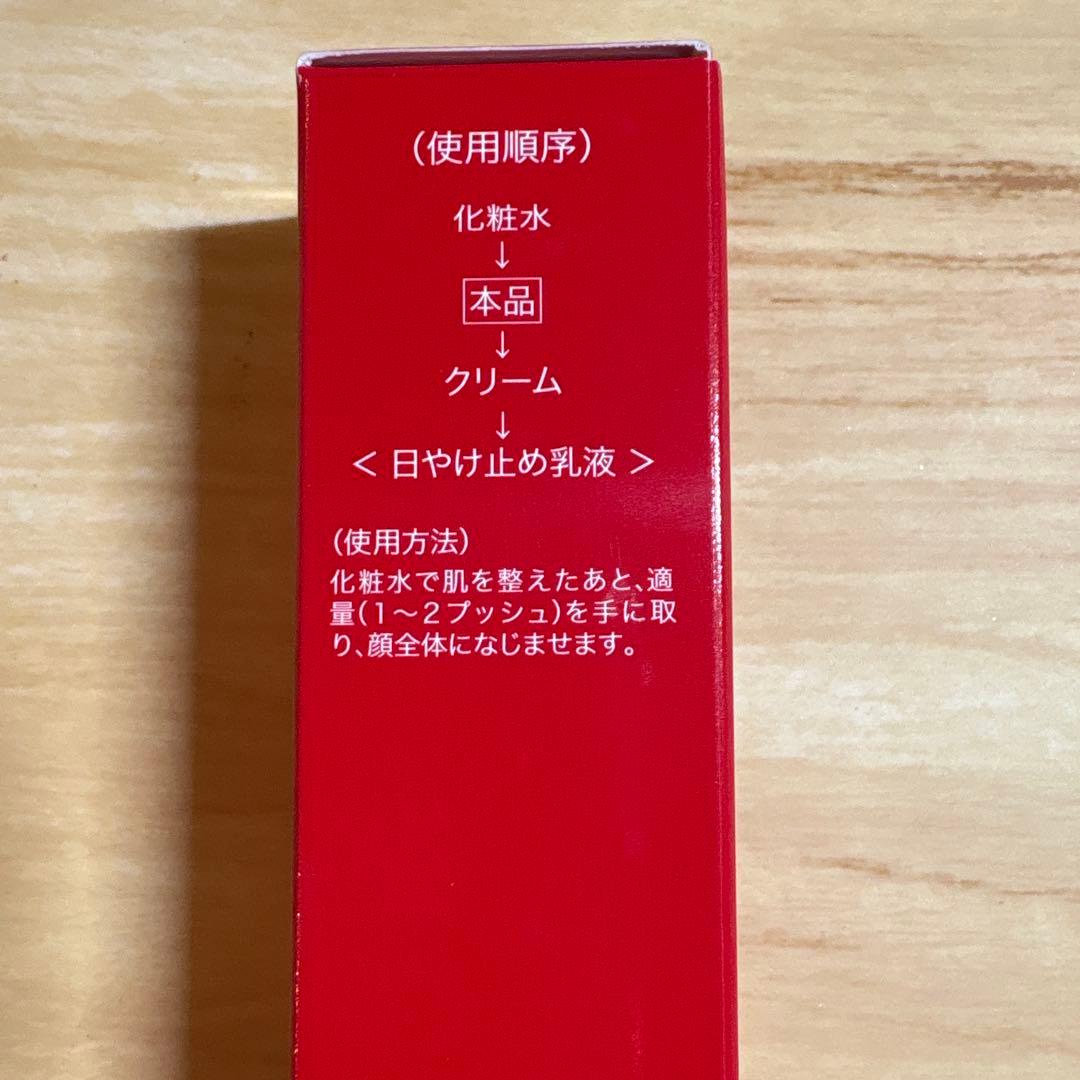 （使用順序）
化粧水
↓
本品
↓
クリーム
↓
＜ 日やけ止め乳液 ＞
（使用方法）
化粧水で肌を整えたあと、適
量（1～2プッシュ）を手に取
り、顔全体になじませます。